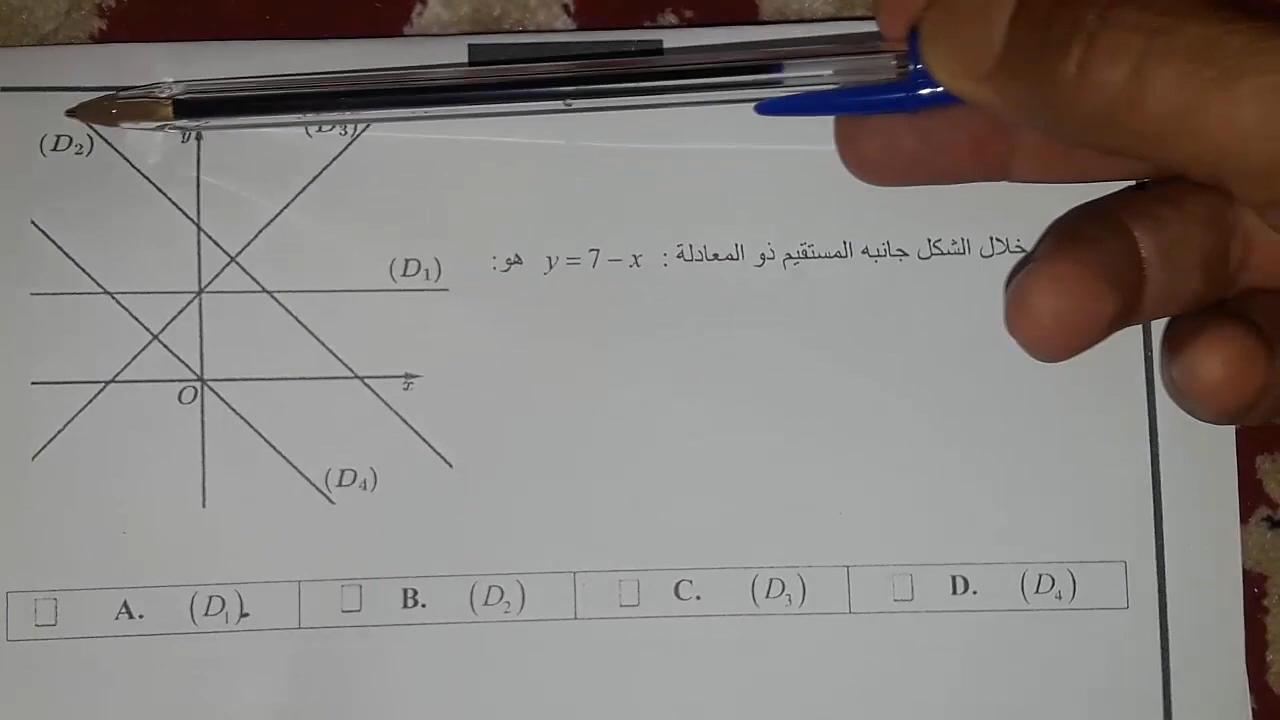 (D₂)
y
(D₃)
(D₁)
خلال الشكل جانبه المستقيم ذو المعادلة : y = 7 – x هو:
x
O
(D₄)
A. (D₁). B. (D₂) C. (D₃) D. (D₄)